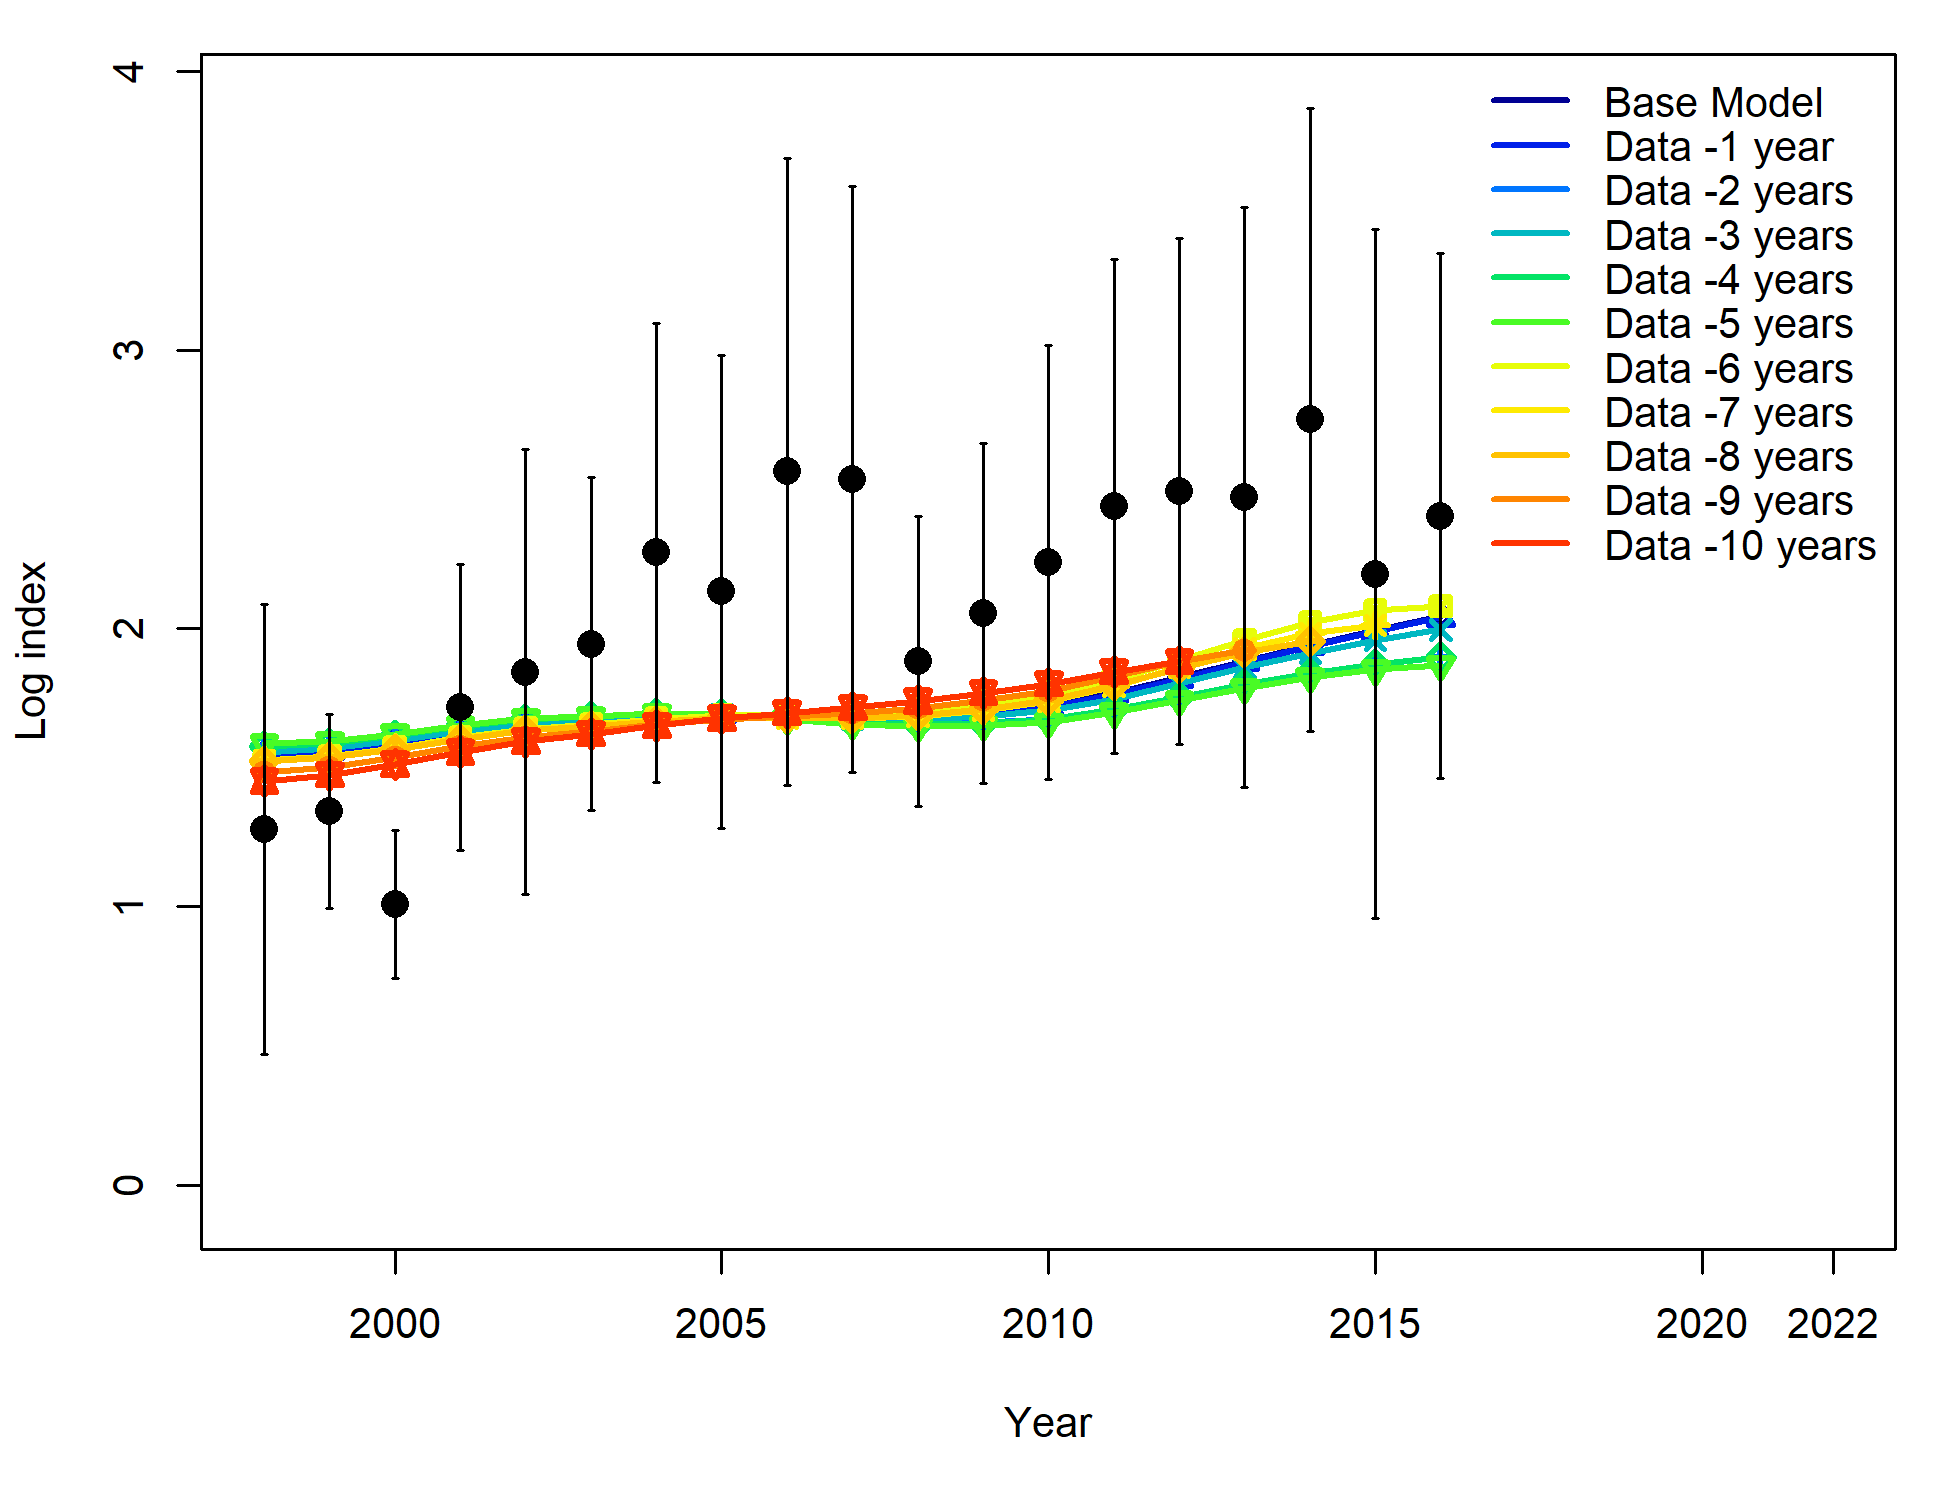 4
3
2
1
0
Log index
Base Model
Data -1 year
Data -2 years
Data -3 years
Data -4 years
Data -5 years
Data -6 years
Data -7 years
Data -8 years
Data -9 years
Data -10 years
2000 2005 2010 2015 2020 2022
Year